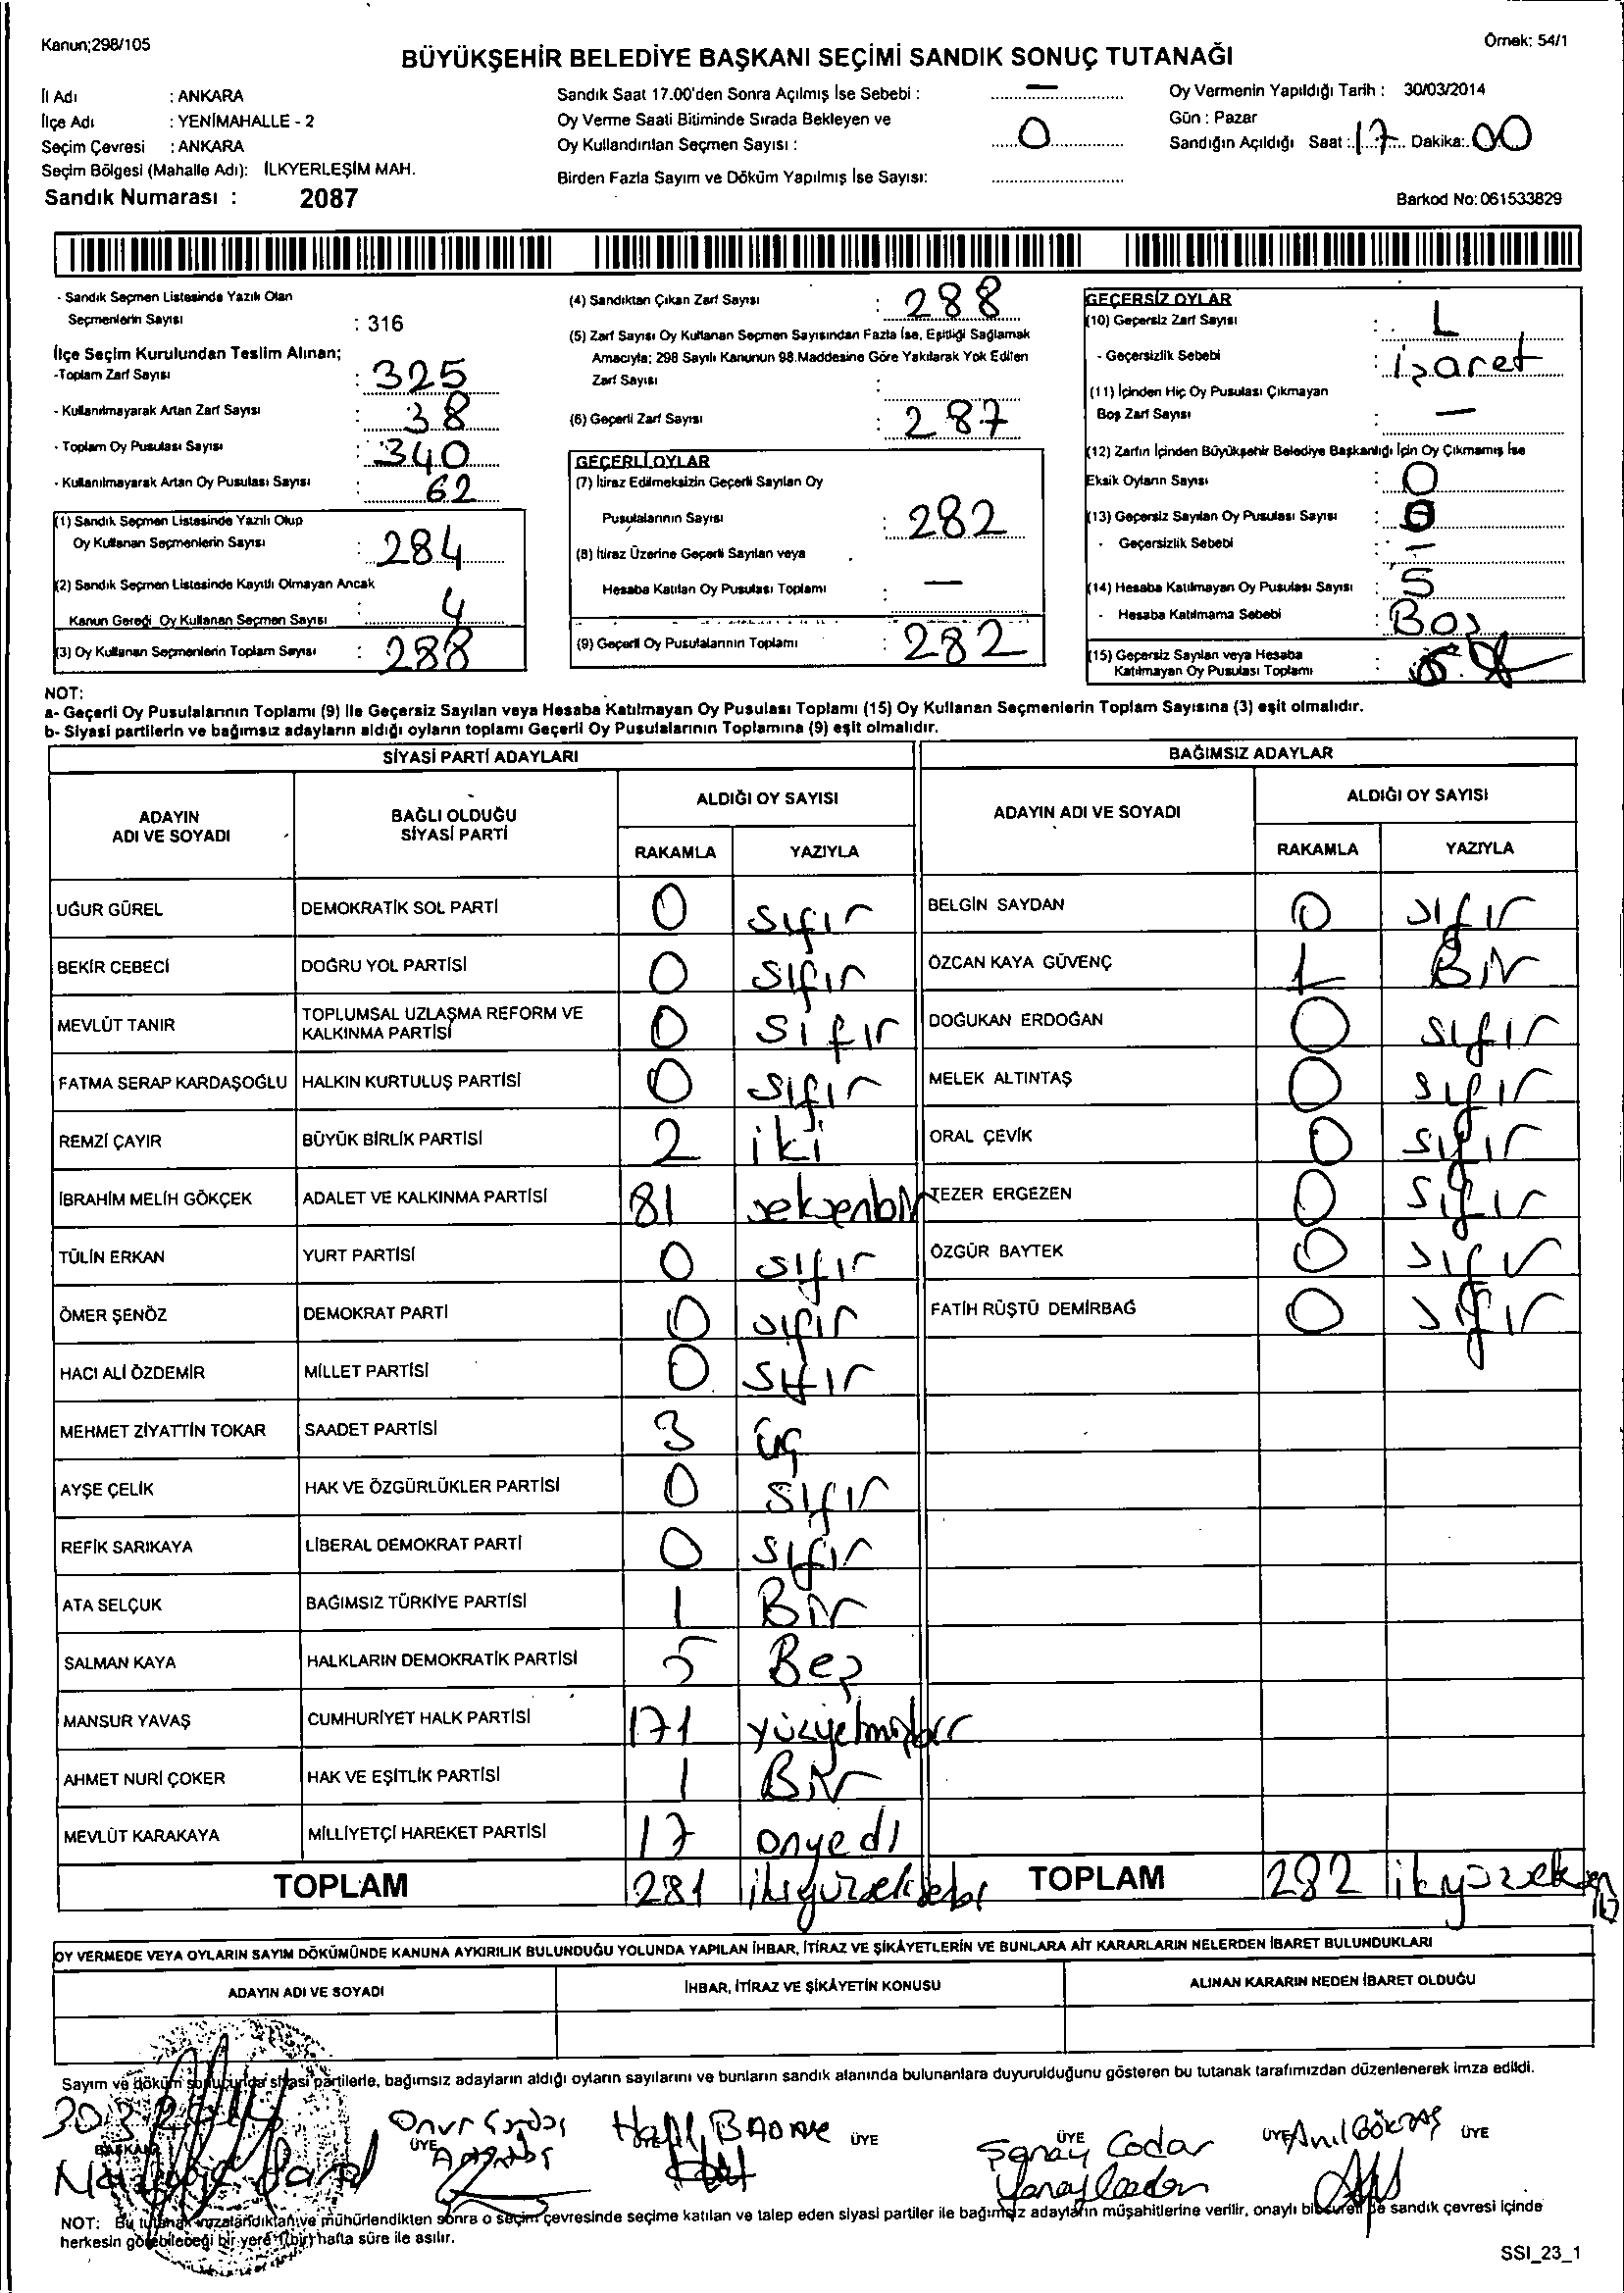 Kanun;298/105
Örnek: 54/1
BÜYÜKŞEHİR BELEDİYE BAŞKANI SEÇİMİ SANDIK SONUÇ TUTANAĞI
İl Adı : ANKARA
İlçe Adı : YENİMAHALLE - 2
Seçim Çevresi : ANKARA
Seçim Bölgesi (Mahalle Adı): İLKYERLEŞİM MAH.
Sandık Numarası : 2087
Sandık Saat 17.00'den Sonra Açılmış İse Sebebi : —
Oy Verme Saati Bitiminde Sırada Bekleyen ve
Oy Kullandırılan Seçmen Sayısı : 0
Birden Fazla Sayım ve Döküm Yapılmış İse Sayısı:
Oy Vermenin Yapıldığı Tarih : 30/03/2014
Gün : Pazar
Sandığın Açıldığı Saat : 17 Dakika: 00
Barkod No: 061533829
- Sandık Seçmen Listesinde Yazılı Olan
Seçmenlerin Sayısı : 316
İlçe Seçim Kurulundan Teslim Alınan;
-Toplam Zarf Sayısı : 325
- Kullanılmayarak Artan Zarf Sayısı : 38
- Toplam Oy Pusulası Sayısı : 340
- Kullanılmayarak Artan Oy Pusulası Sayısı : 62
(1) Sandık Seçmen Listesinde Yazılı Olup
Oy Kullanan Seçmenlerin Sayısı : 284
(2) Sandık Seçmen Listesinde Kayıtlı Olmayan Ancak
Kanun Gereği Oy Kullanan Seçmen Sayısı : 4
(3) Oy Kullanan Seçmenlerin Toplam Sayısı : 288
(4) Sandıktan Çıkan Zarf Sayısı : 288
(5) Zarf Sayısı Oy Kullanan Seçmen Sayısından Fazla İse, Eşitliği Sağlamak
Amacıyla; 298 Sayılı Kanunun 98.Maddesine Göre Yakılarak Yok Edilen
Zarf Sayısı :
(6) Geçerli Zarf Sayısı : 287
GEÇERLİ OYLAR
(7) İtiraz Edilmeksizin Geçerli Sayılan Oy
Pusulalarının Sayısı : 282
(8) İtiraz Üzerine Geçerli Sayılan veya
Hesaba Katılan Oy Pusulası Toplamı : —
(9) Geçerli Oy Pusulalarının Toplamı : 282
GEÇERSİZ OYLAR
(10) Geçersiz Zarf Sayısı : 1
- Geçersizlik Sebebi : işaret
(11) İçinden Hiç Oy Pusulası Çıkmayan
Boş Zarf Sayısı : —
(12) Zarfın İçinden Büyükşehir Belediye Başkanlığı İçin Oy Çıkmamış İse
Eksik Oyların Sayısı : 0
(13) Geçersiz Sayılan Oy Pusulası Sayısı : 0
- Geçersizlik Sebebi : —
(14) Hesaba Katılmayan Oy Pusulası Sayısı : 5
- Hesaba Katılmama Sebebi : Boş
(15) Geçersiz Sayılan veya Hesaba
Katılmayan Oy Pusulası Toplamı :
NOT:
a- Geçerli Oy Pusulalarının Toplamı (9) İle Geçersiz Sayılan veya Hesaba Katılmayan Oy Pusulası Toplamı (15) Oy Kullanan Seçmenlerin Toplam Sayısına (3) eşit olmalıdır.
b- Siyasi partilerin ve bağımsız adayların aldığı oyların toplamı Geçerli Oy Pusulalarının Toplamına (9) eşit olmalıdır.
SİYASİ PARTİ ADAYLARI
ADAYIN ADI VE SOYADI BAĞLI OLDUĞU SİYASİ PARTİ ALDIĞI OY SAYISI
RAKAMLA YAZIYLA
UĞUR GÜREL DEMOKRATİK SOL PARTİ 0 sıfır
BEKİR CEBECİ DOĞRU YOL PARTİSİ 0 sıfır
MEVLÜT TANIR TOPLUMSAL UZLAŞMA REFORM VE KALKINMA PARTİSİ 0 sıfır
FATMA SERAP KARDAŞOĞLU HALKIN KURTULUŞ PARTİSİ 0 sıfır
REMZİ ÇAYIR BÜYÜK BİRLİK PARTİSİ 2 iki
İBRAHİM MELİH GÖKÇEK ADALET VE KALKINMA PARTİSİ 81 seksenbir
TÜLİN ERKAN YURT PARTİSİ 0 sıfır
ÖMER ŞENÖZ DEMOKRAT PARTİ 0 sıfır
HACI ALİ ÖZDEMİR MİLLET PARTİSİ 0 sıfır
MEHMET ZİYATTİN TOKAR SAADET PARTİSİ 3 üç
AYŞE ÇELİK HAK VE ÖZGÜRLÜKLER PARTİSİ 0 sıfır
REFİK SARIKAYA LİBERAL DEMOKRAT PARTİ 0 sıfır
ATA SELÇUK BAĞIMSIZ TÜRKİYE PARTİSİ 1 Bir
SALMAN KAYA HALKLARIN DEMOKRATİK PARTİSİ 5 Beş
MANSUR YAVAŞ CUMHURİYET HALK PARTİSİ 171 yüzyetmişbir
AHMET NURİ ÇOKER HAK VE EŞİTLİK PARTİSİ 1 Bir
MEVLÜT KARAKAYA MİLLİYETÇİ HAREKET PARTİSİ 17 onyedi
TOPLAM 281 ikiyüzseksenbir
BAĞIMSIZ ADAYLAR
ADAYIN ADI VE SOYADI ALDIĞI OY SAYISI
RAKAMLA YAZIYLA
BELGİN SAYDAN 0 sıfır
ÖZCAN KAYA GÜVENÇ 1 Bir
DOĞUKAN ERDOĞAN 0 sıfır
MELEK ALTINTAŞ 0 sıfır
ORAL ÇEVİK 0 sıfır
TEZER ERGEZEN 0 sıfır
ÖZGÜR BAYTEK 0 sıfır
FATİH RÜŞTÜ DEMİRBAĞ 0 sıfır
TOPLAM 282 ikiyüzseksen iki
OY VERMEDE VEYA OYLARIN SAYIM DÖKÜMÜNDE KANUNA AYKIRILIK BULUNDUĞU YOLUNDA YAPILAN İHBAR, İTİRAZ VE ŞİKÂYETLERİN VE BUNLARA AİT KARARLARIN NELERDEN İBARET BULUNDUKLARI
ADAYIN ADI VE SOYADI İHBAR, İTİRAZ VE ŞİKÂYETİN KONUSU ALINAN KARARIN NEDEN İBARET OLDUĞU
Sayım ve döküm sonucunda siyasi partilerle, bağımsız adayların aldığı oyların sayılarını ve bunların sandık alanında bulunanlara duyurulduğunu gösteren bu tutanak tarafımızdan düzenlenerek imza edildi.
BAŞKAN ÜYE ÜYE ÜYE ÜYE ÜYE ÜYE
Onur Halil Şenay Codar Anıl GÖKTAŞ
NOT: Bu tutanak imzalandıktan ve mühürlendikten sonra o seçim çevresinde seçime katılan ve talep eden siyasi partiler ile bağımsız adayların müşahitlerine verilir, onaylı bir sureti de sandık çevresi içinde
herkesin görebileceği bir yere 1 (bir) hafta süre ile asılır.
SSI_23_1